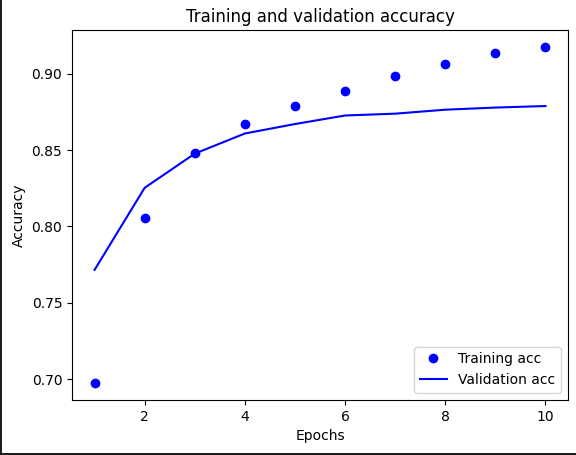 Training and validation accuracy
Accuracy
0.90
0.85
0.80
0.75
0.70
2
4
6
8
10
Epochs
Training acc
Validation acc